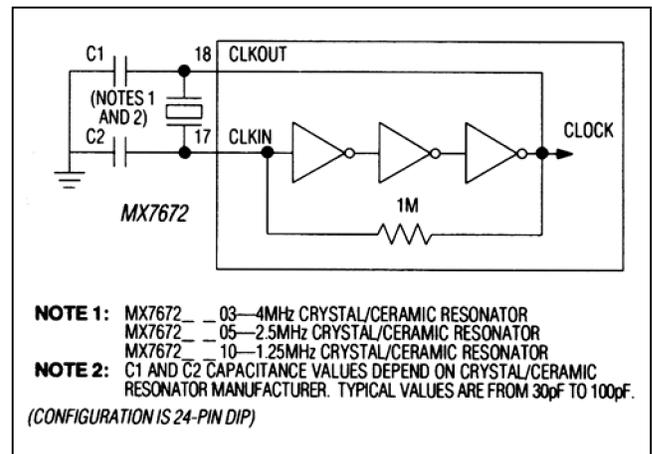 C1
18 CLKOUT
(NOTES 1
AND 2)
C2
17 CLKIN
CLOCK
MX7672
1M
NOTE 1: MX7672_ _ 03—4MHz CRYSTAL/CERAMIC RESONATOR
MX7672_ _ 05—2.5MHz CRYSTAL/CERAMIC RESONATOR
MX7672_ _ 10—1.25MHz CRYSTAL/CERAMIC RESONATOR
NOTE 2: C1 AND C2 CAPACITANCE VALUES DEPEND ON CRYSTAL/CERAMIC
RESONATOR MANUFACTURER. TYPICAL VALUES ARE FROM 30pF TO 100pF.
(CONFIGURATION IS 24-PIN DIP)